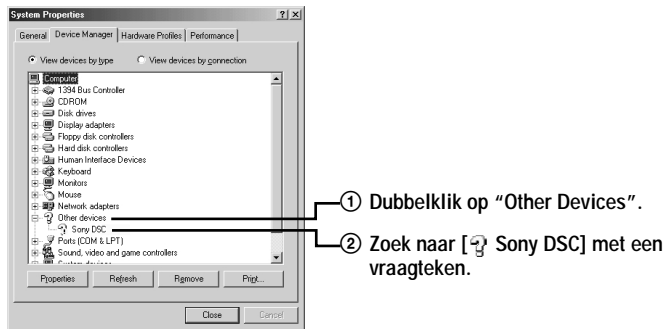 System Properties
General Device Manager Hardware Profiles Performance
View devices by type View devices by connection
Computer
1394 Bus Controller
CDROM
Disk drives
Display adapters
Floppy disk controllers
Hard disk controllers
Human Interface Devices
Keyboard
Monitors
Mouse
Network adapters
Other devices
Sony DSC
Ports (COM & LPT)
Sound, video and game controllers
System devices
Properties Refresh Remove Print...
Close Cancel
① Dubbelklik op “Other Devices”.
② Zoek naar [? Sony DSC] met een
vraagteken.